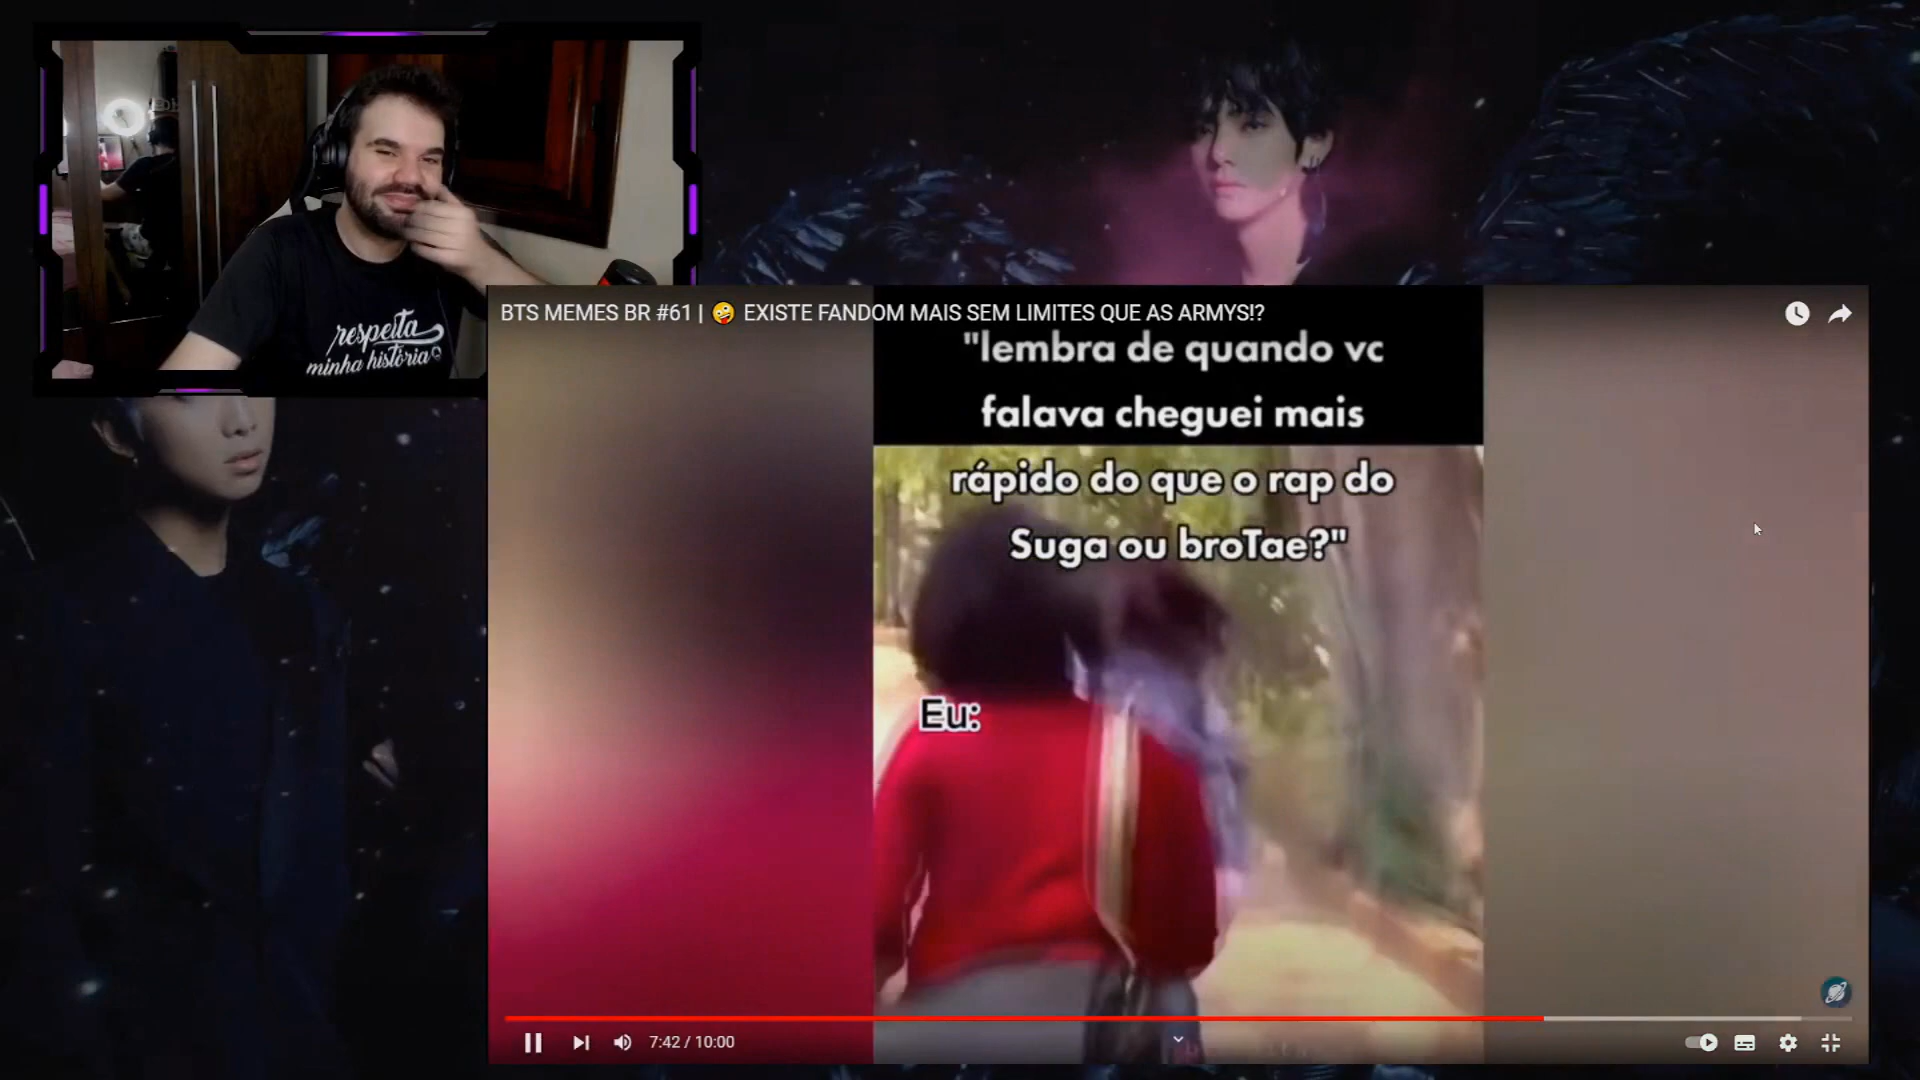 respeita
minha história
BTS MEMES BR #61 | 🤪 EXISTE FANDOM MAIS SEM LIMITES QUE AS ARMYS!?
"lembra de quando vc
falava cheguei mais
rápido do que o rap do
Suga ou broTae?"
Eu:
7:42 / 10:00